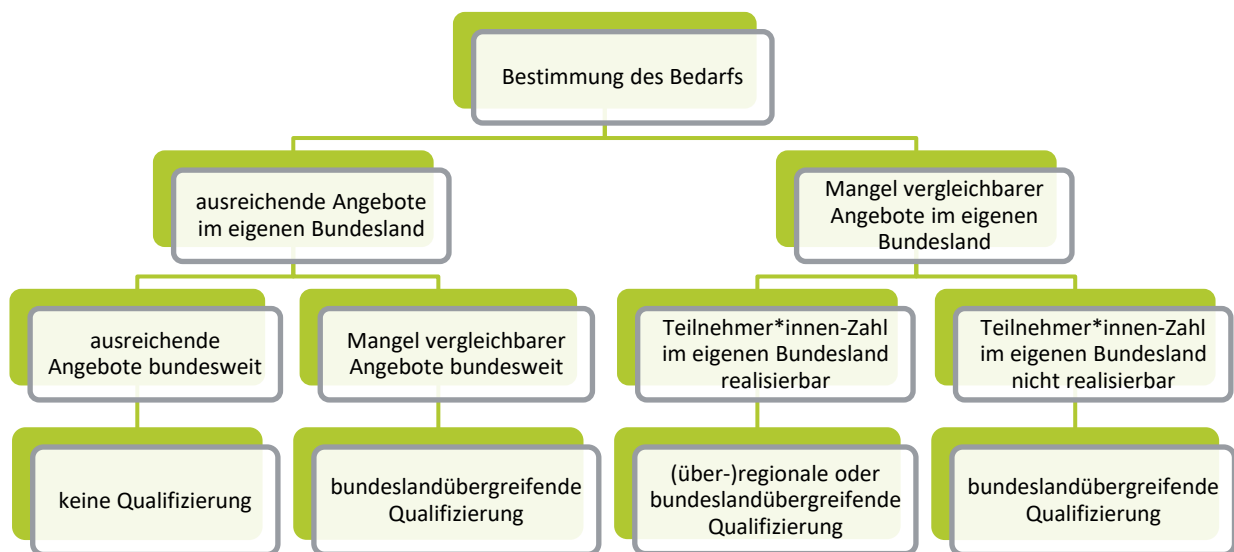 Bestimmung des Bedarfs
ausreichende Angebote
im eigenen Bundesland
Mangel vergleichbarer
Angebote im eigenen
Bundesland
ausreichende
Angebote bundesweit
Mangel vergleichbarer
Angebote bundesweit
Teilnehmer*innen-Zahl
im eigenen Bundesland
realisierbar
Teilnehmer*innen-Zahl
im eigenen Bundesland
nicht realisierbar
keine Qualifizierung
bundeslandübergreifende
Qualifizierung
(über-)regionale oder
bundeslandübergreifende
Qualifizierung
bundeslandübergreifende
Qualifizierung